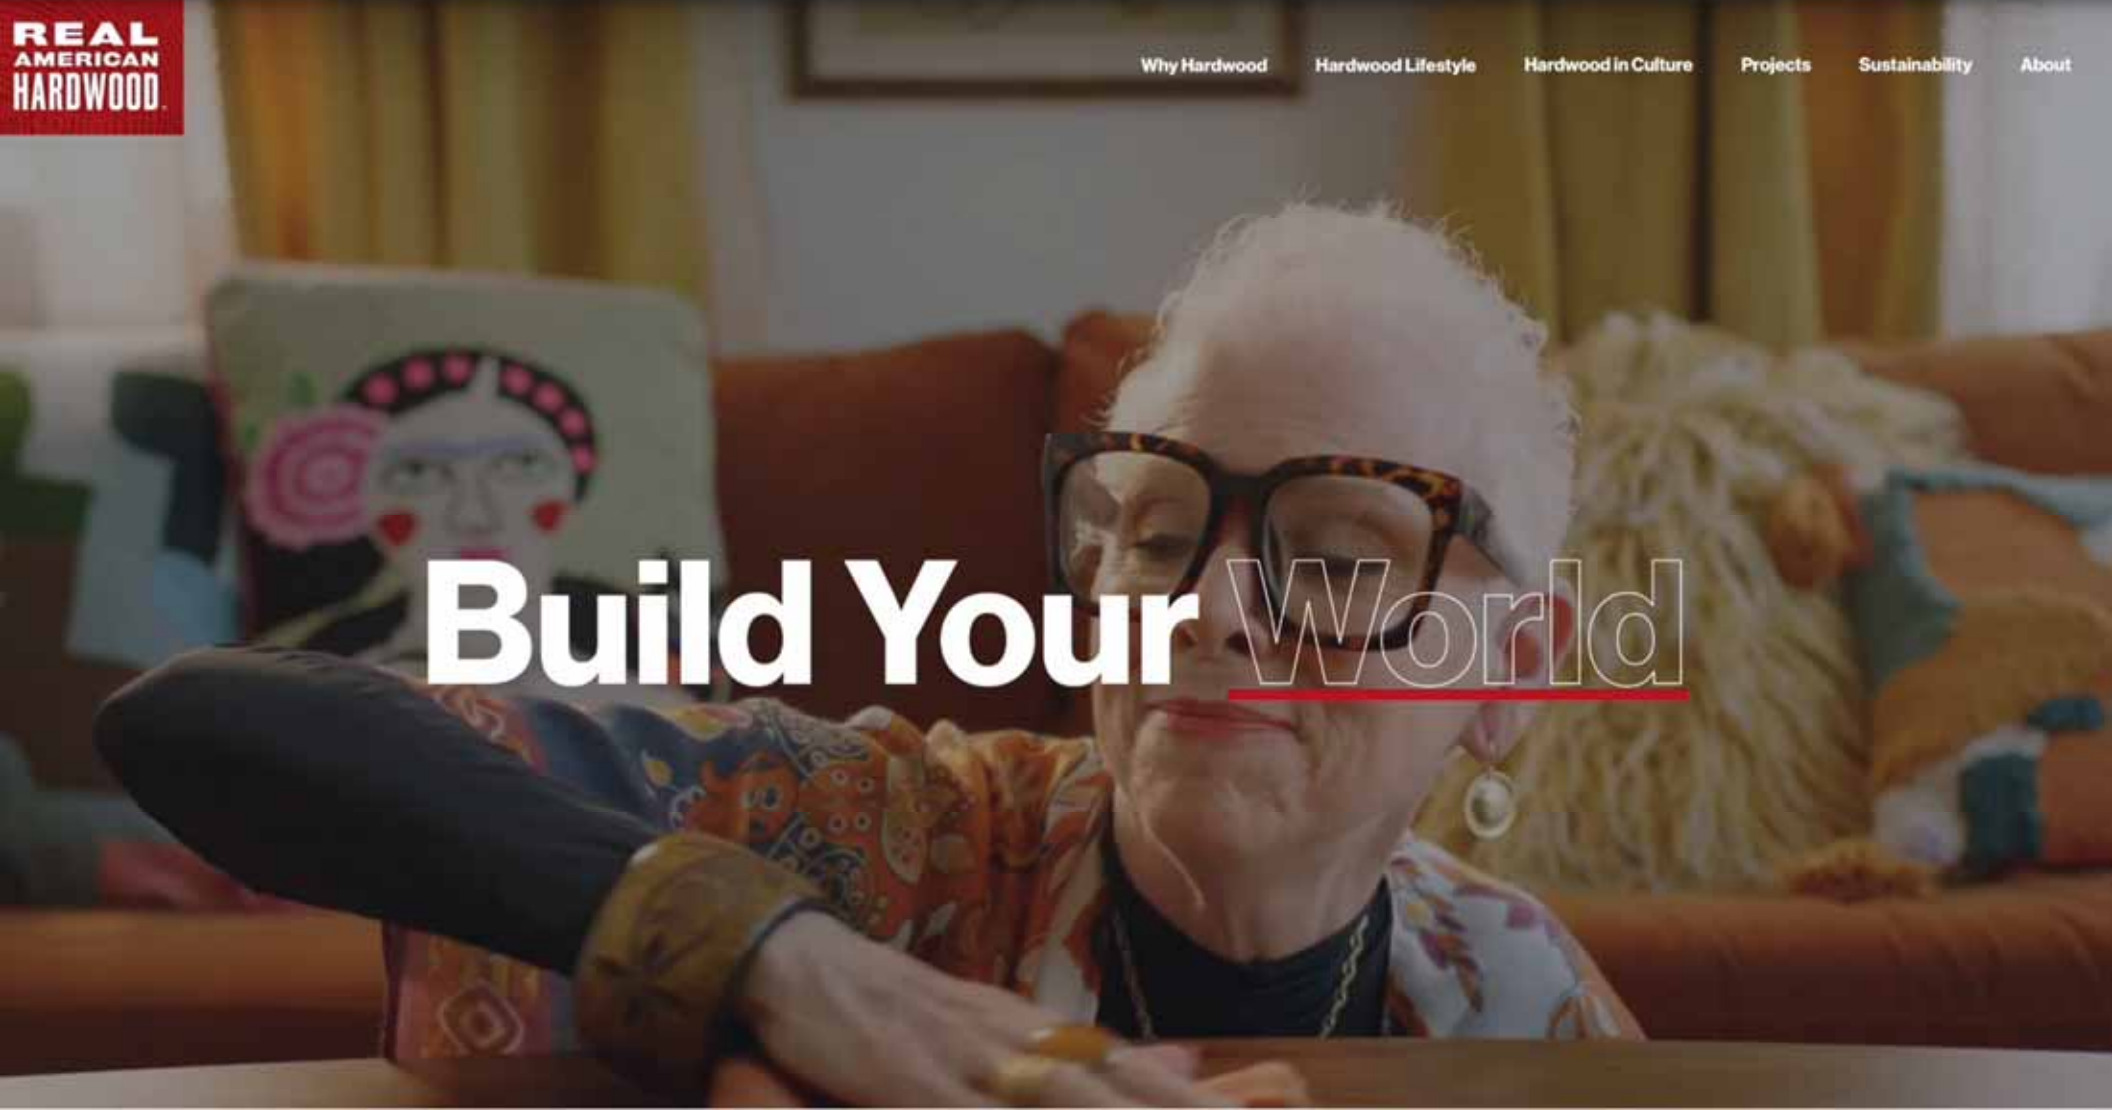 REAL
AMERICAN
HARDWOOD
Why Hardwood
Hardwood Lifestyle
Hardwood in Culture
Projects
Sustainability
About
Build Your World